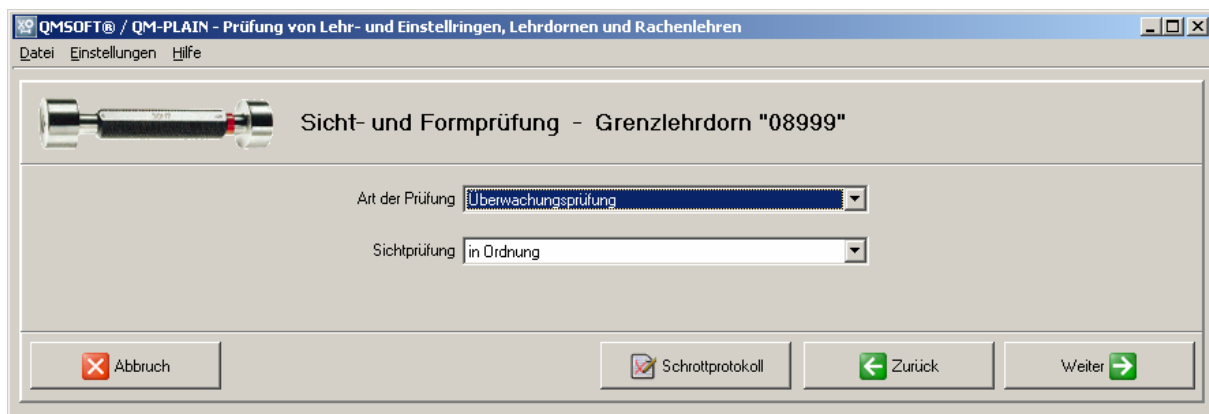 QMSOFT® / QM-PLAIN - Prüfung von Lehr- und Einstellringen, Lehrdornen und Rachenlehren
Datei Einstellungen Hilfe
Sicht- und Formprüfung - Grenzlehrdorn "08999"
Art der Prüfung Überwachungsprüfung
Sichtprüfung in Ordnung
Abbruch Schrottprotokoll Zurück Weiter